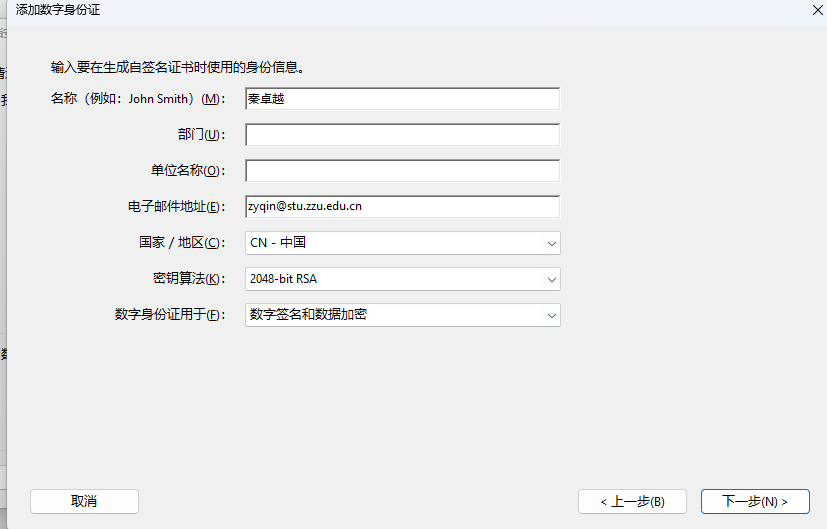 添加数字身份证
输入要在生成自签名证书时使用的身份信息。
名称（例如：John Smith）(M)： 秦卓越
部门(U)：
单位名称(O)：
电子邮件地址(E)： zyqin@stu.zzu.edu.cn
国家 / 地区(C)： CN - 中国
密钥算法(K)： 2048-bit RSA
数字身份证用于(F)： 数字签名和数据加密
取消 < 上一步(B) 下一步(N) >